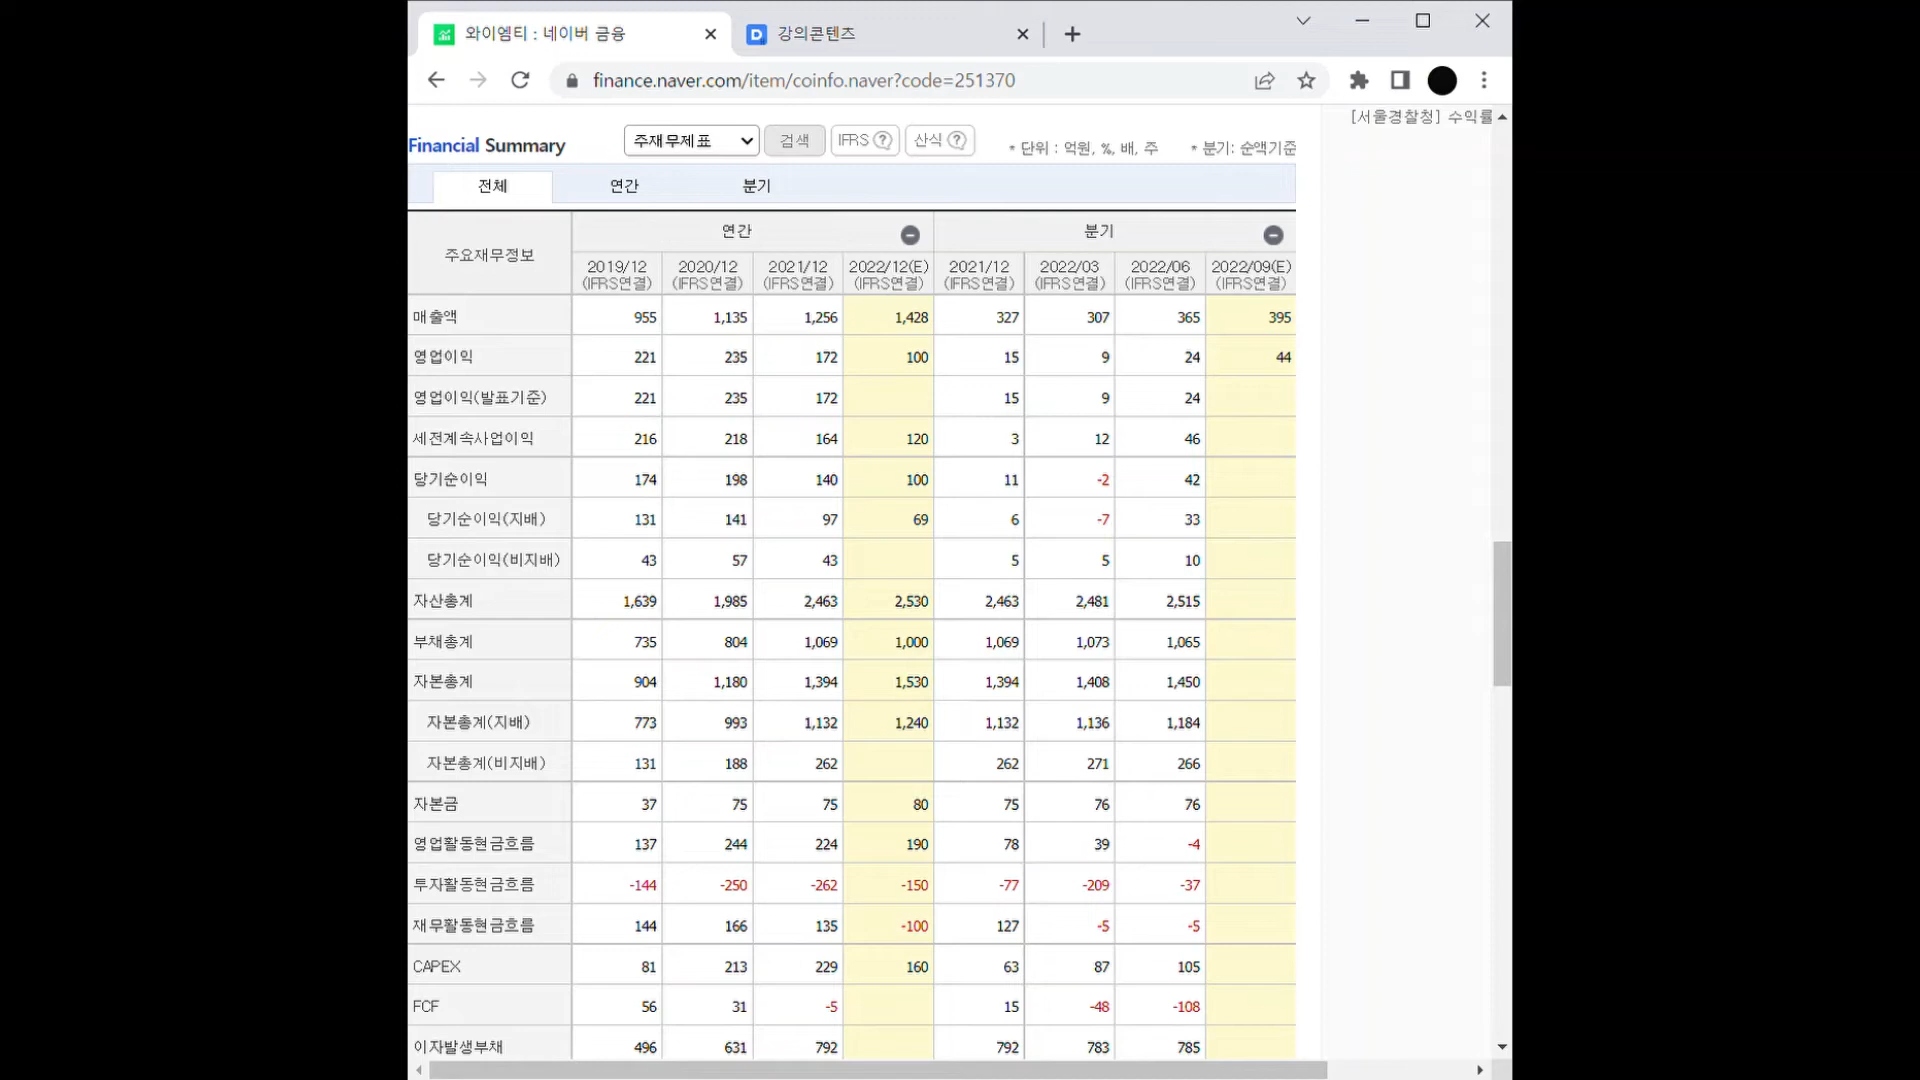 와이엠티 : 네이버 금융
강의콘텐츠
finance.naver.com/item/coinfo.naver?code=251370
[서울경찰청] 수익률
Financial Summary 주재무제표 검색 IFRS ? 산식 ? * 단위 : 억원, %, 배, 주 * 분기: 순액기준
전체 연간 분기
주요재무정보 연간 분기
2019/12 2020/12 2021/12 2022/12(E) 2021/12 2022/03 2022/06 2022/09(E)
(IFRS연결) (IFRS연결) (IFRS연결) (IFRS연결) (IFRS연결) (IFRS연결) (IFRS연결) (IFRS연결)
매출액 955 1,135 1,256 1,428 327 307 365 395
영업이익 221 235 172 100 15 9 24 44
영업이익(발표기준) 221 235 172 15 9 24
세전계속사업이익 216 218 164 120 3 12 46
당기순이익 174 198 140 100 11 -2 42
당기순이익(지배) 131 141 97 69 6 -7 33
당기순이익(비지배) 43 57 43 5 5 10
자산총계 1,639 1,985 2,463 2,530 2,463 2,481 2,515
부채총계 735 804 1,069 1,000 1,069 1,073 1,065
자본총계 904 1,180 1,394 1,530 1,394 1,408 1,450
자본총계(지배) 773 993 1,132 1,240 1,132 1,136 1,184
자본총계(비지배) 131 188 262 262 271 266
자본금 37 75 75 80 75 76 76
영업활동현금흐름 137 244 224 190 78 39 -4
투자활동현금흐름 -144 -250 -262 -150 -77 -209 -37
재무활동현금흐름 144 166 135 -100 127 -5 -5
CAPEX 81 213 229 160 63 87 105
FCF 56 31 -5 15 -48 -108
이자발생부채 496 631 792 792 783 785